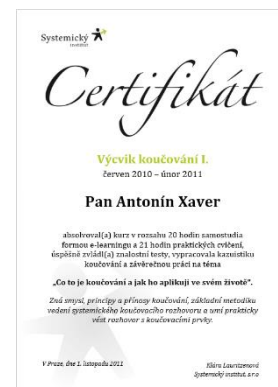 Systemický
institut
Certifikát
Výcvik koučování I.
červen 2010 – únor 2011
Pan Antonín Xaver
absolvoval(a) kurz v rozsahu 20 hodin samostudia
formou e-learningu a 21 hodin praktických cvičení,
úspěšně zvládl(a) znalostní testy, vypracovala kazuistiku
koučování a závěrečnou práci na téma
„Co to je koučování a jak ho aplikuji ve svém životě“.
Zná smysl, principy a přínosy koučování, základní metodiku
vedení systemického koučovacího rozhovoru a umí prakticky
vést rozhovor s koučovacími prvky.
V Praze, dne 1. listopadu 2011
Klára Lauritzenová
Systemický institut, s.r.o